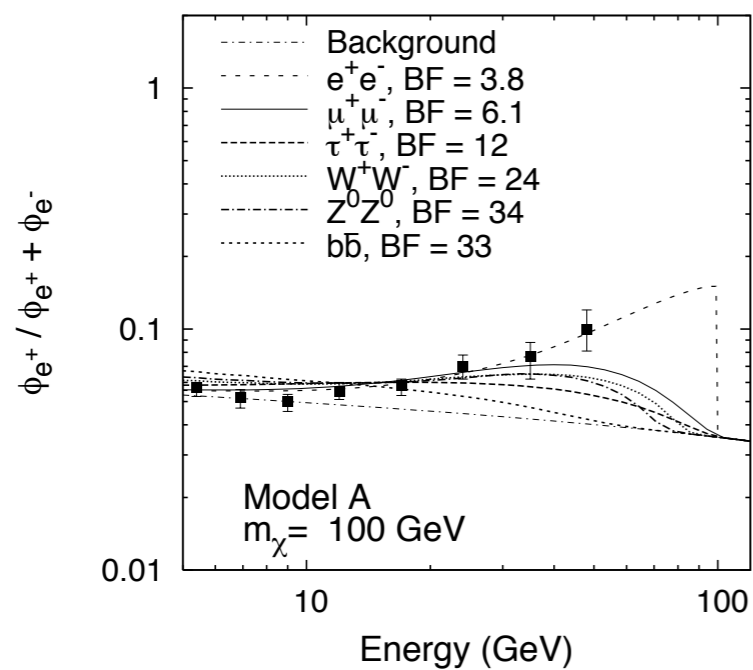 Background
e⁺e⁻, BF = 3.8
μ⁺μ⁻, BF = 6.1
τ⁺τ⁻, BF = 12
W⁺W⁻, BF = 24
Z⁰Z⁰, BF = 34
bb̄, BF = 33
1
0.1
0.01
ϕe⁺ / ϕe⁺ + ϕe⁻
Model A
mχ= 100 GeV
10
100
Energy (GeV)